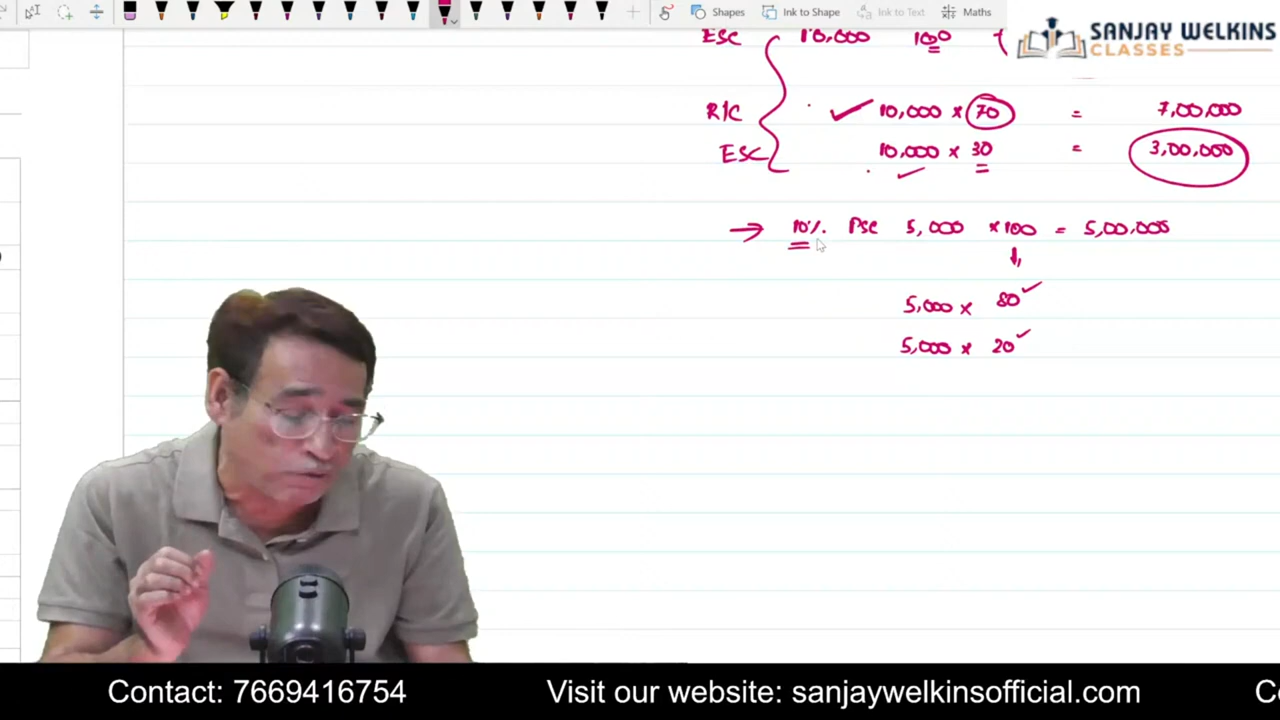 Shapes Ink to Shape Ink to Text Maths
SANJAY WELKINS
CLASSES
ESC 10,000 100 (
R/C 10,000 × 70 = 7,00,000
ESC 10,000 × 30 = 3,00,000
→ 10% PSC 5,000 × 100 = 5,00,000
5,000 × 80
5,000 × 20
Contact: 7669416754 Visit our website: sanjaywelkinsofficial.com Co